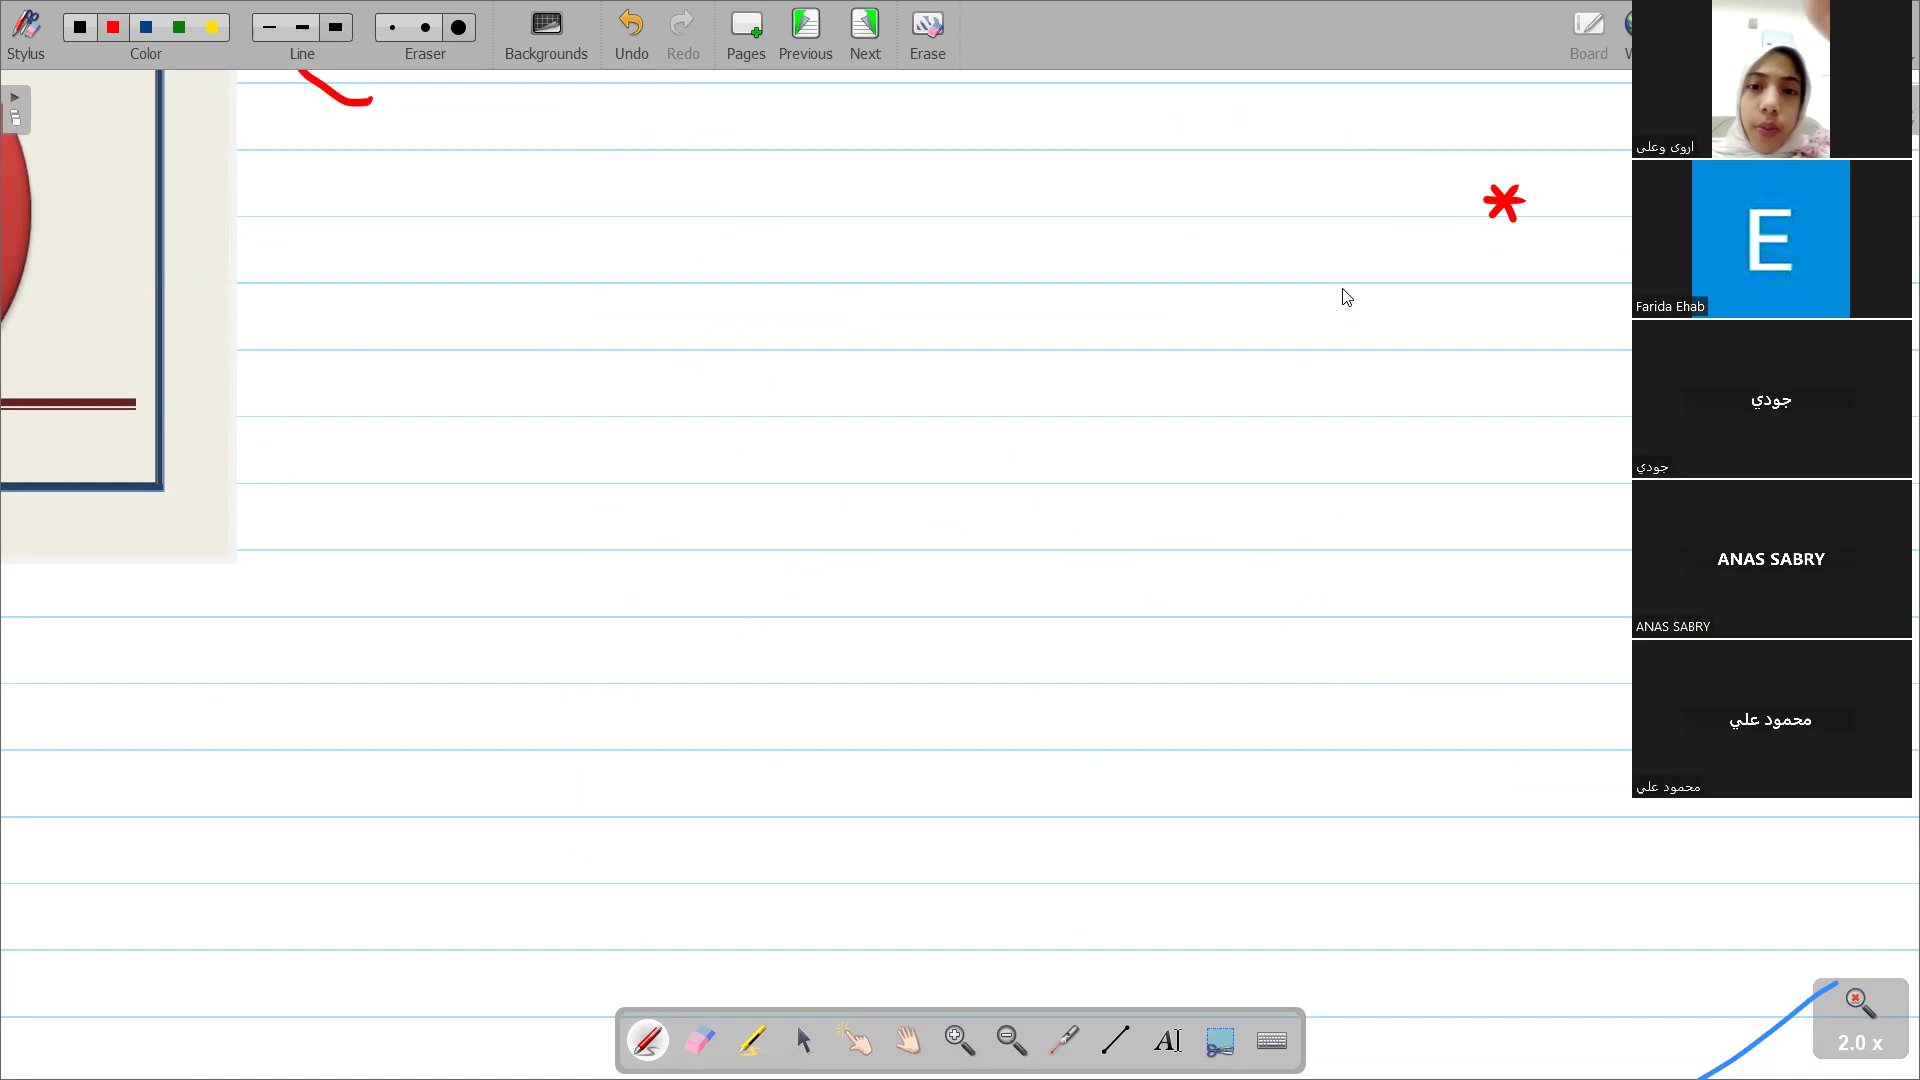 Stylus
Color
Line
Eraser
Backgrounds
Undo
Redo
Pages
Previous
Next
Erase
Board
اروى وعلى
E
Farida Ehab
جودي
جودي
ANAS SABRY
ANAS SABRY
محمود علي
محمود علي
2.0 x